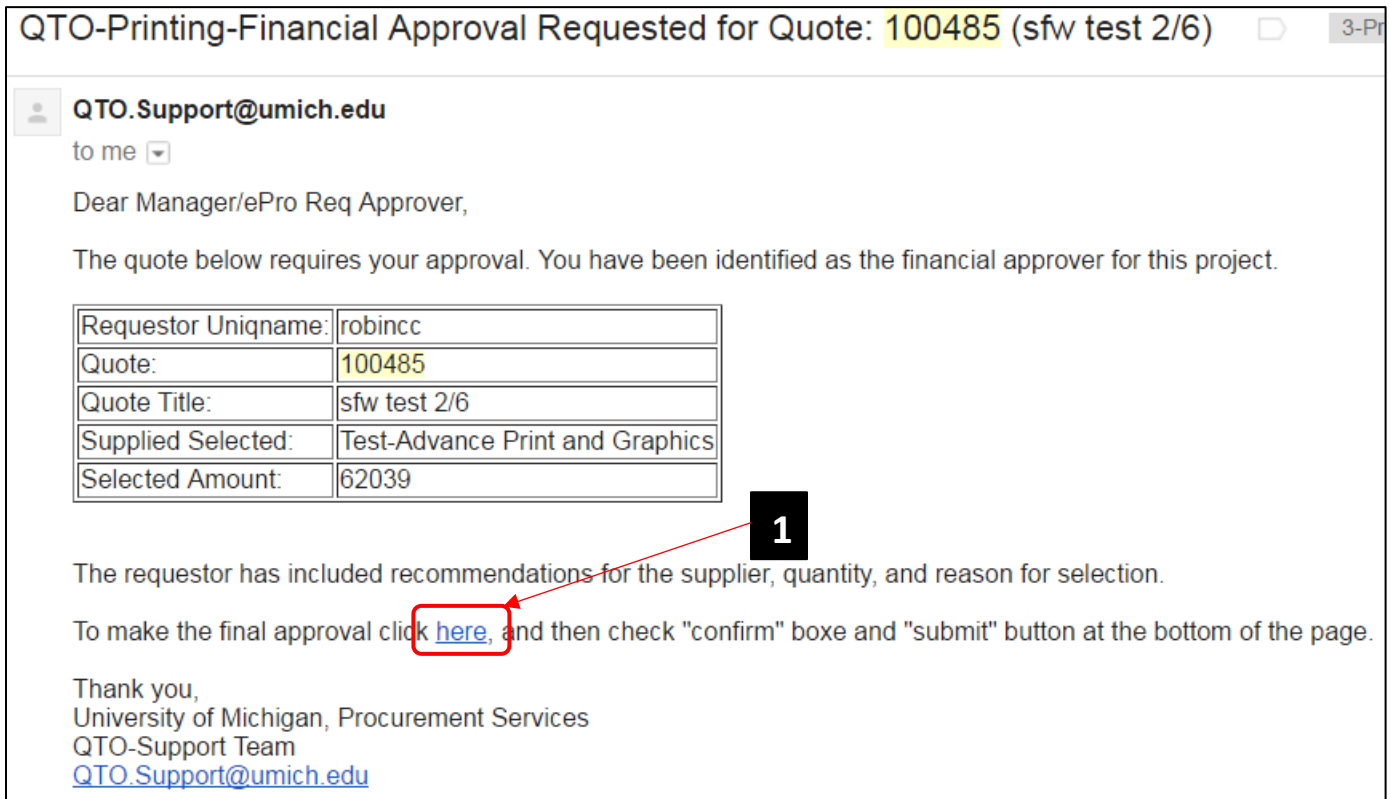 QTO-Printing-Financial Approval Requested for Quote: 100485 (sfw test 2/6)
3-Pr
QTO.Support@umich.edu
to me
Dear Manager/ePro Req Approver,
The quote below requires your approval. You have been identified as the financial approver for this project.
Requestor Uniqname: robincc
Quote: 100485
Quote Title: sfw test 2/6
Supplied Selected: Test-Advance Print and Graphics
Selected Amount: 62039
1
The requestor has included recommendations for the supplier, quantity, and reason for selection.
To make the final approval click here, and then check "confirm" boxe and "submit" button at the bottom of the page.
Thank you,
University of Michigan, Procurement Services
QTO-Support Team
QTO.Support@umich.edu